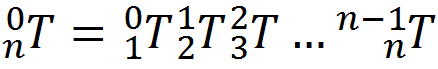 ⁰ₙT = ⁰₁T ¹₂T ²₃T … ⁿ⁻¹ₙT